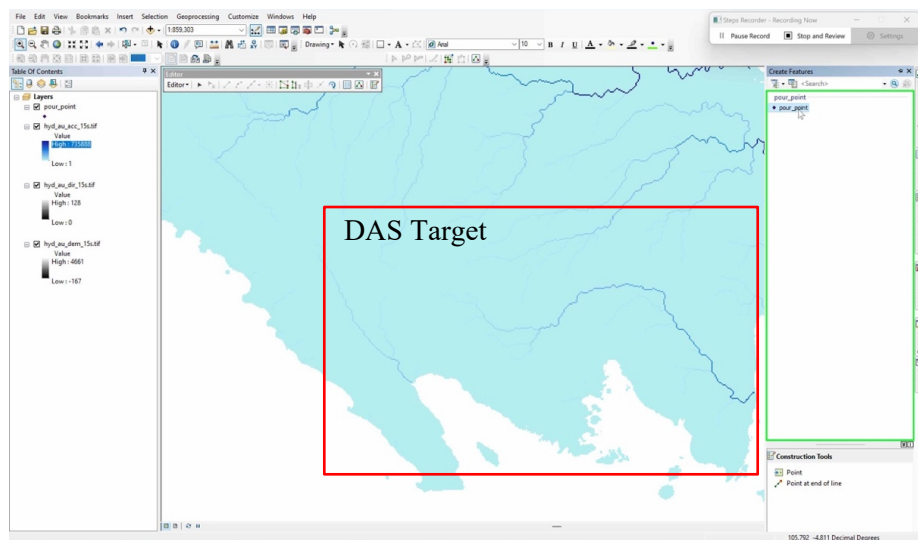 File Edit View Bookmarks Insert Selection Geoprocessing Customize Windows Help
1:859,303
Drawing
Arial
10
B I U A
Steps Recorder - Recording Now
Pause Record
Stop and Review
Settings
Table Of Contents
Layers
pour_point
hyd_au_acc_15s.tif
Value
High : 735888
Low : 1
hyd_au_dir_15s.tif
Value
High : 128
Low : 0
hyd_au_dem_15s.tif
Value
High : 4661
Low : -167
Editor
Editor
DAS Target
Create Features
<Search>
pour_point
pour_point
Construction Tools
Point
Point at end of line
105,792 -4,811 Decimal Degrees